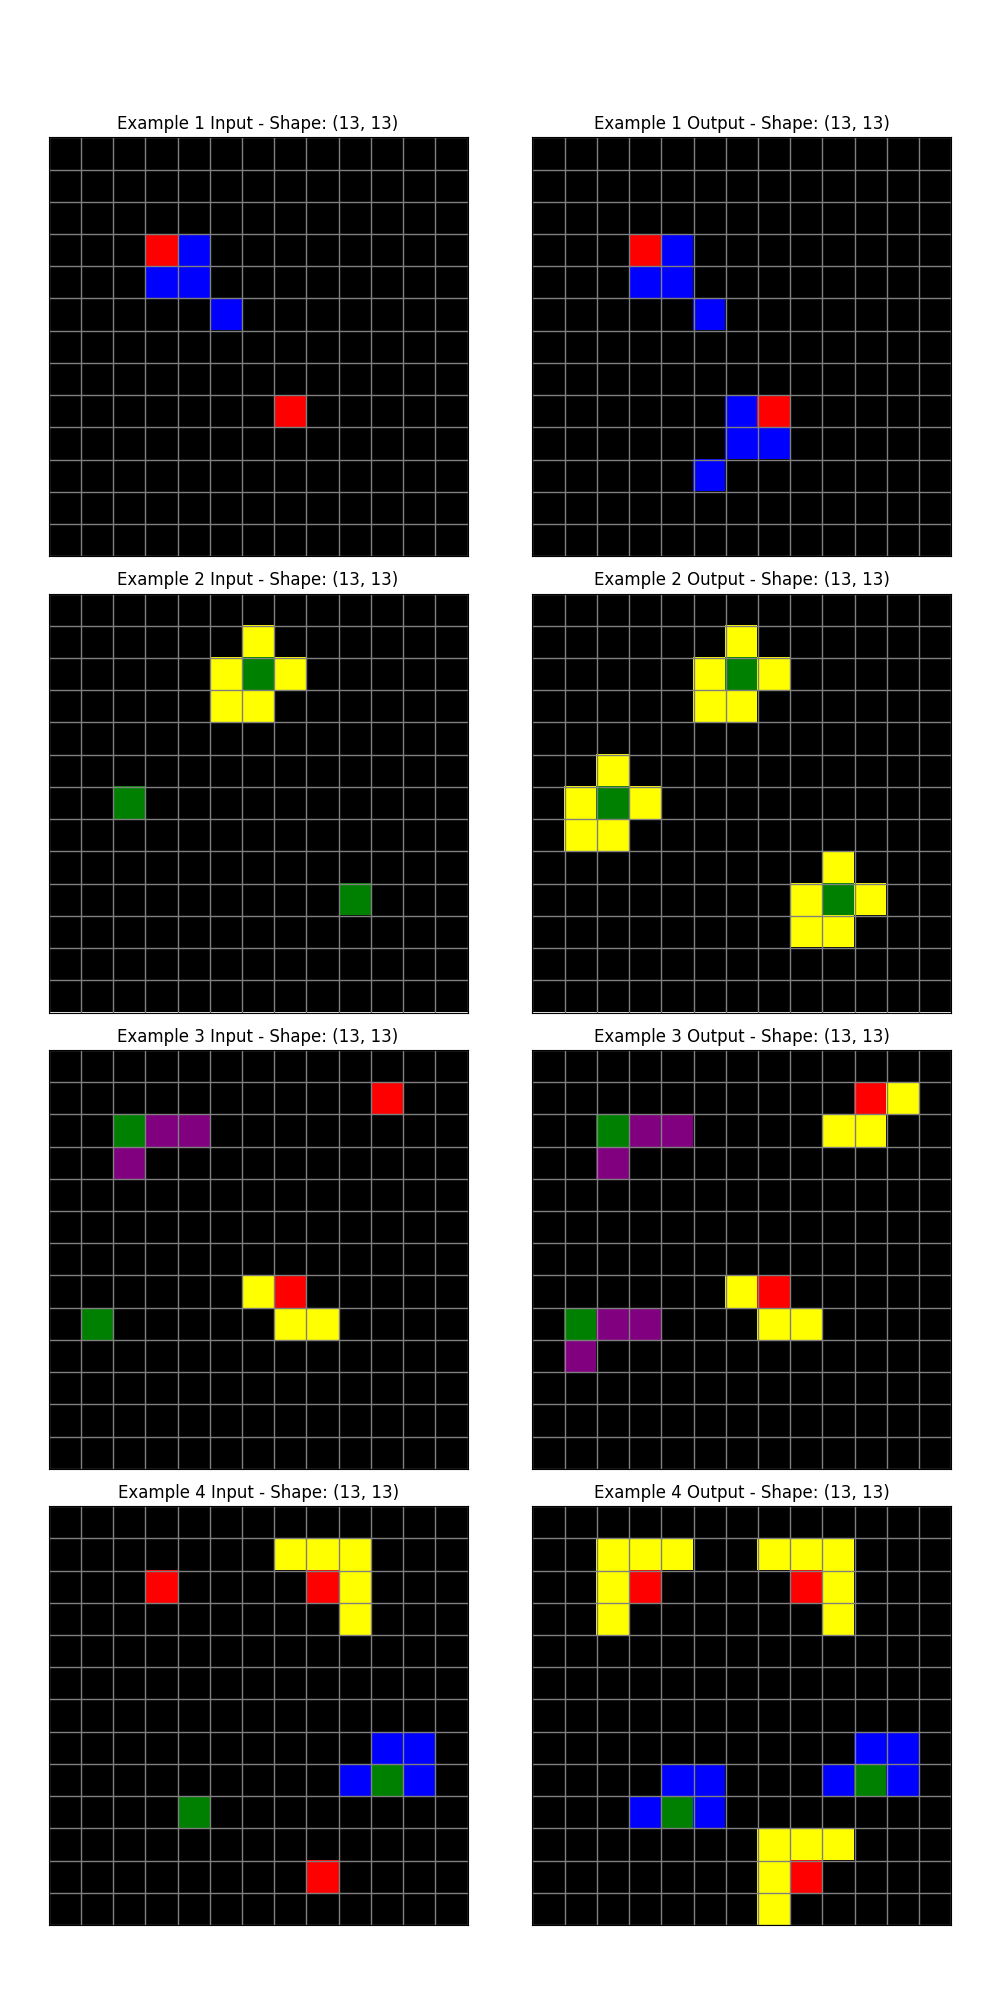 Example 1 Input - Shape: (13, 13)
Example 1 Output - Shape: (13, 13)
Example 2 Input - Shape: (13, 13)
Example 2 Output - Shape: (13, 13)
Example 3 Input - Shape: (13, 13)
Example 3 Output - Shape: (13, 13)
Example 4 Input - Shape: (13, 13)
Example 4 Output - Shape: (13, 13)